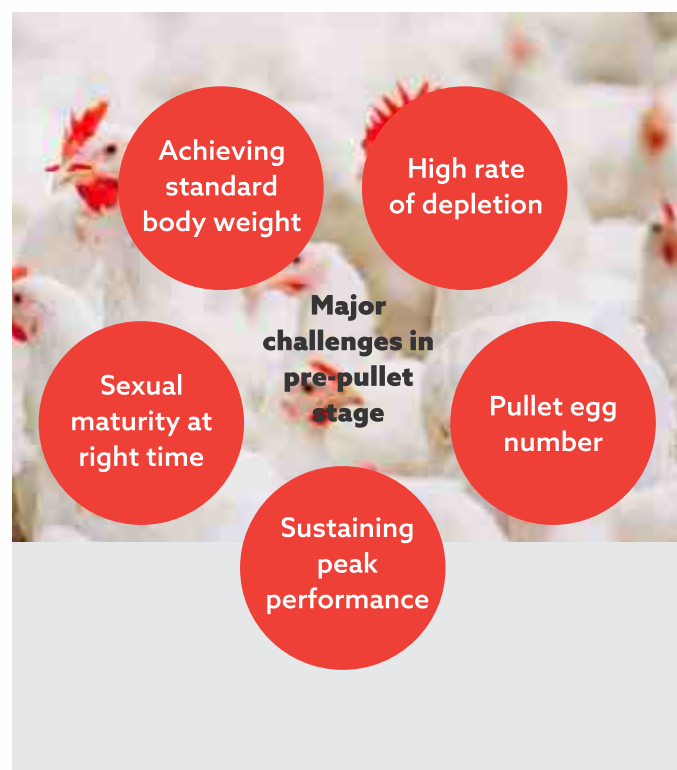 Achieving
standard
body weight
High rate
of depletion
Major
challenges in
pre-pullet
stage
Sexual
maturity at
right time
Pullet egg
number
Sustaining
peak
performance